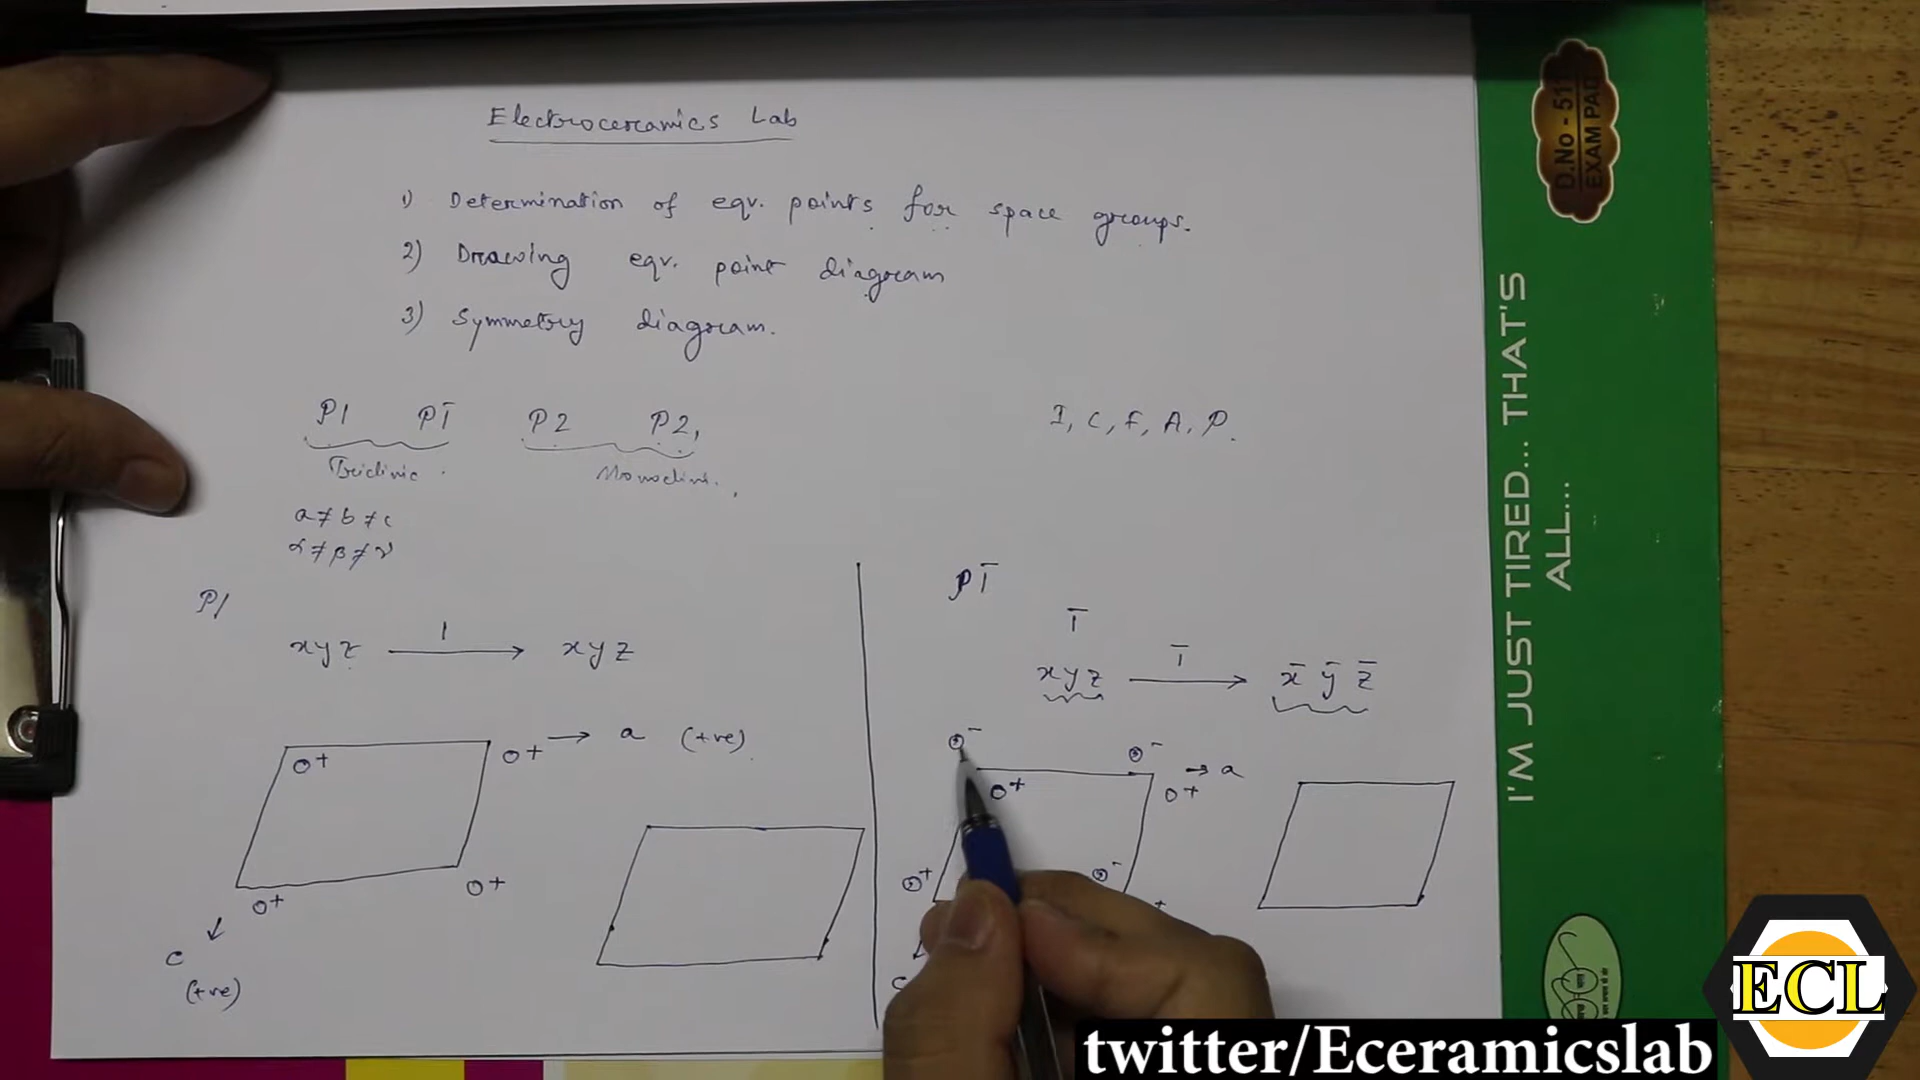 Electroceramics Lab
1) Determination of eqv. points for space groups.
2) Drawing eqv. point diagram
3) Symmetry diagram.
P1 P1̅ P2 P2₁
Triclinic Monoclinic
I, C, F, A, P.
a ≠ b ≠ c
α ≠ β ≠ γ
P1
xyz 1 → xyz
O+ O+ → a (+ve)
O+ O+
c
(+ve)
P1̅
1̅
xyz 1̅ → x̅ y̅ z̅
⊙- ⊙-
O+ O+ → a
⊙+ ⊙-
+
c
D.No - 511
EXAM PAD
I'M JUST TIRED... THAT'S
ALL...
ECL
twitter/Eceramicslab